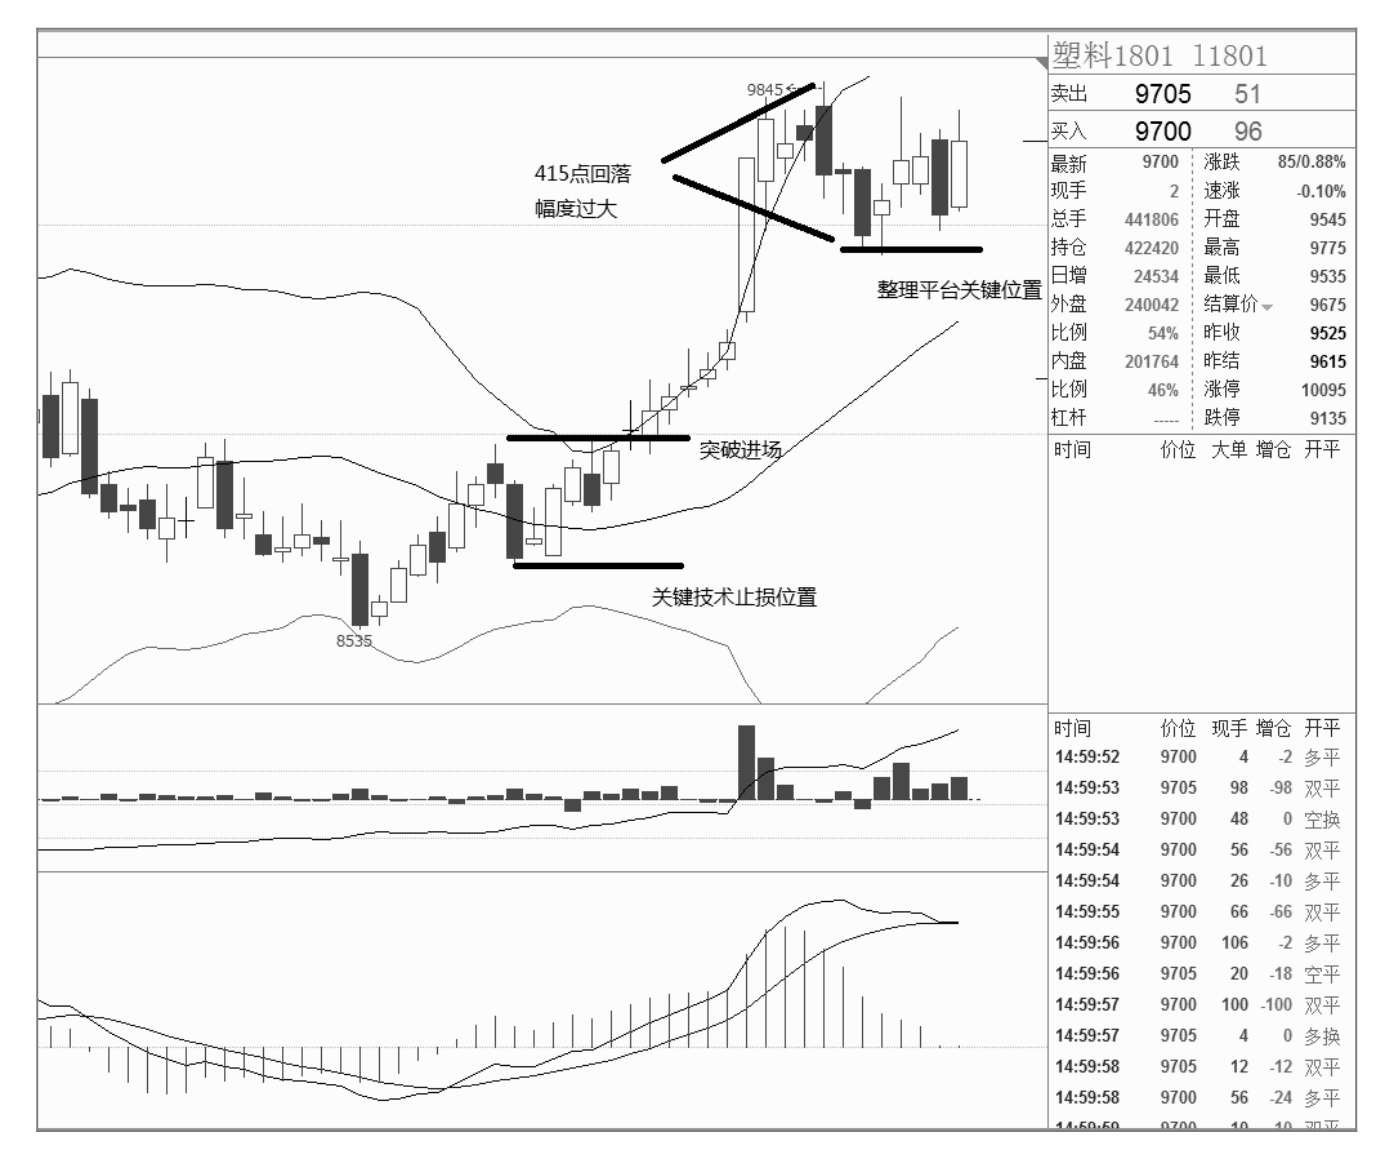 塑料1801 l1801
卖出 9705 51
买入 9700 96
最新 9700 涨跌 85/0.88%
现手 2 速涨 -0.10%
总手 441806 开盘 9545
持仓 422420 最高 9775
日增 24534 最低 9535
外盘 240042 结算价 9675
比例 54% 昨收 9525
内盘 201764 昨结 9615
比例 46% 涨停 10095
杠杆 ----- 跌停 9135
时间 价位 大单 增仓 开平
时间 价位 现手 增仓 开平
14:59:52 9700 4 -2 多平
14:59:53 9705 98 -98 双平
14:59:53 9700 48 0 空换
14:59:54 9700 56 -56 双平
14:59:54 9700 26 -10 多平
14:59:55 9700 66 -66 双平
14:59:56 9700 106 -2 多平
14:59:56 9705 20 -18 空平
14:59:57 9700 100 -100 双平
14:59:57 9705 4 0 多换
14:59:58 9705 12 -12 双平
14:59:58 9700 56 -24 多平
14:59:59 9700 10 -10 双平
9845
415点回落
幅度过大
整理平台关键位置
突破进场
关键技术止损位置
8535